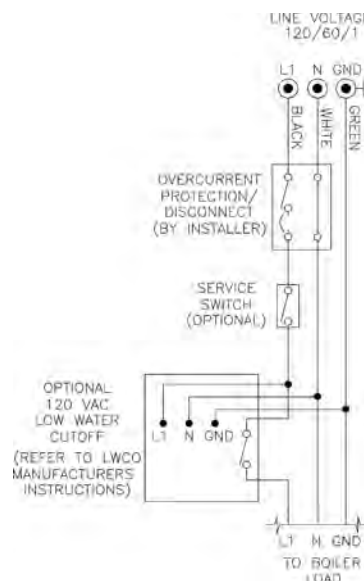 LINE VOLTAGE
120/60/1
L1 N GND
BLACK
WHITE
GREEN
OVERCURRENT
PROTECTION/
DISCONNECT
(BY INSTALLER)
SERVICE
SWITCH
(OPTIONAL)
OPTIONAL
120 VAC
LOW WATER
CUTOFF
(REFER TO LWCO
MANUFACTURERS
INSTRUCTIONS)
L1 N GND
L1 N GND
TO BOILER
LOAD